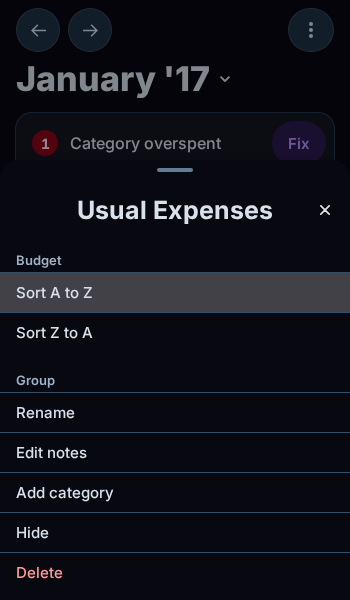 January '17
1 Category overspent Fix
Usual Expenses
Budget
Sort A to Z
Sort Z to A
Group
Rename
Edit notes
Add category
Hide
Delete